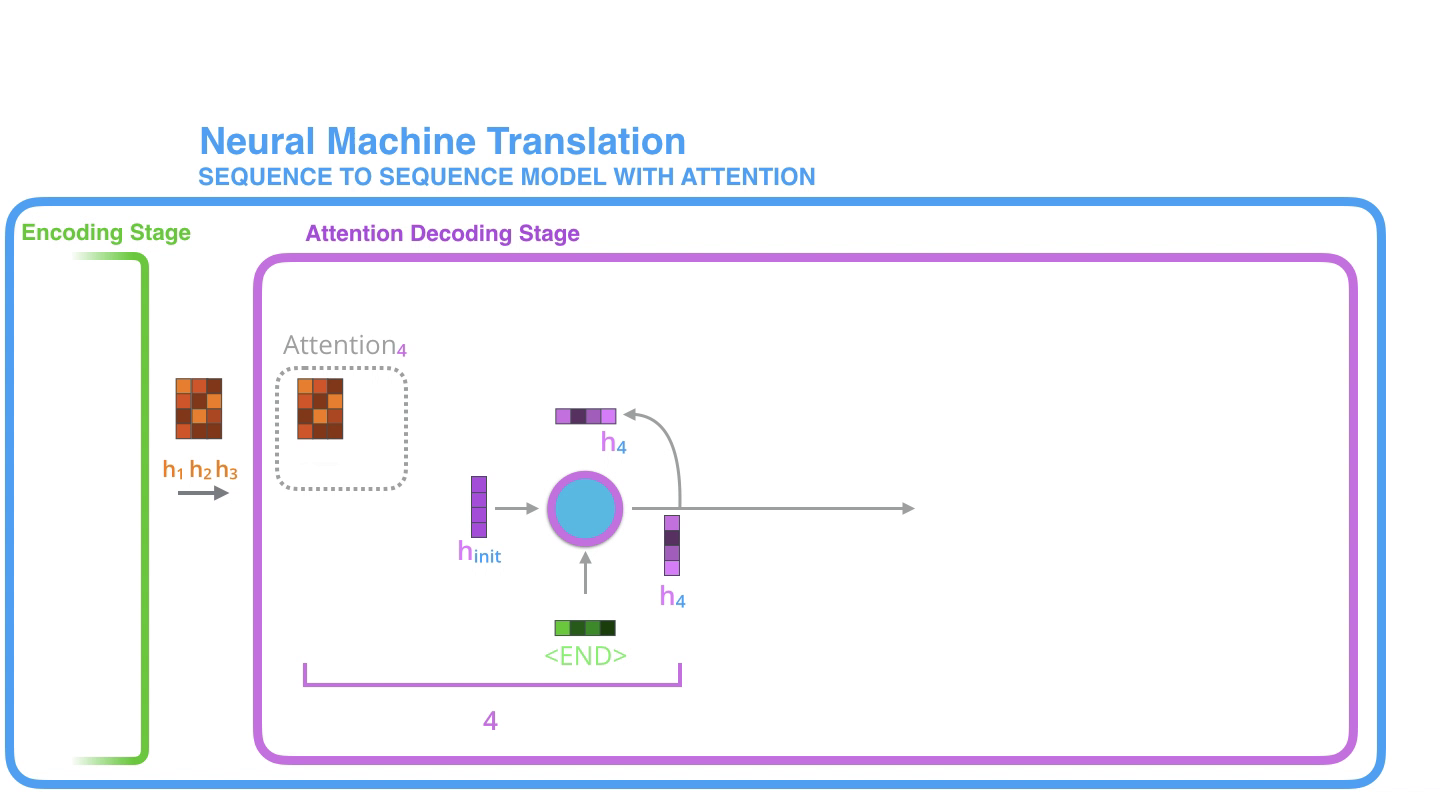 Neural Machine Translation
SEQUENCE TO SEQUENCE MODEL WITH ATTENTION
Encoding Stage
Attention Decoding Stage
Attention4
h4
h1 h2 h3
hinit
h4
<END>
4